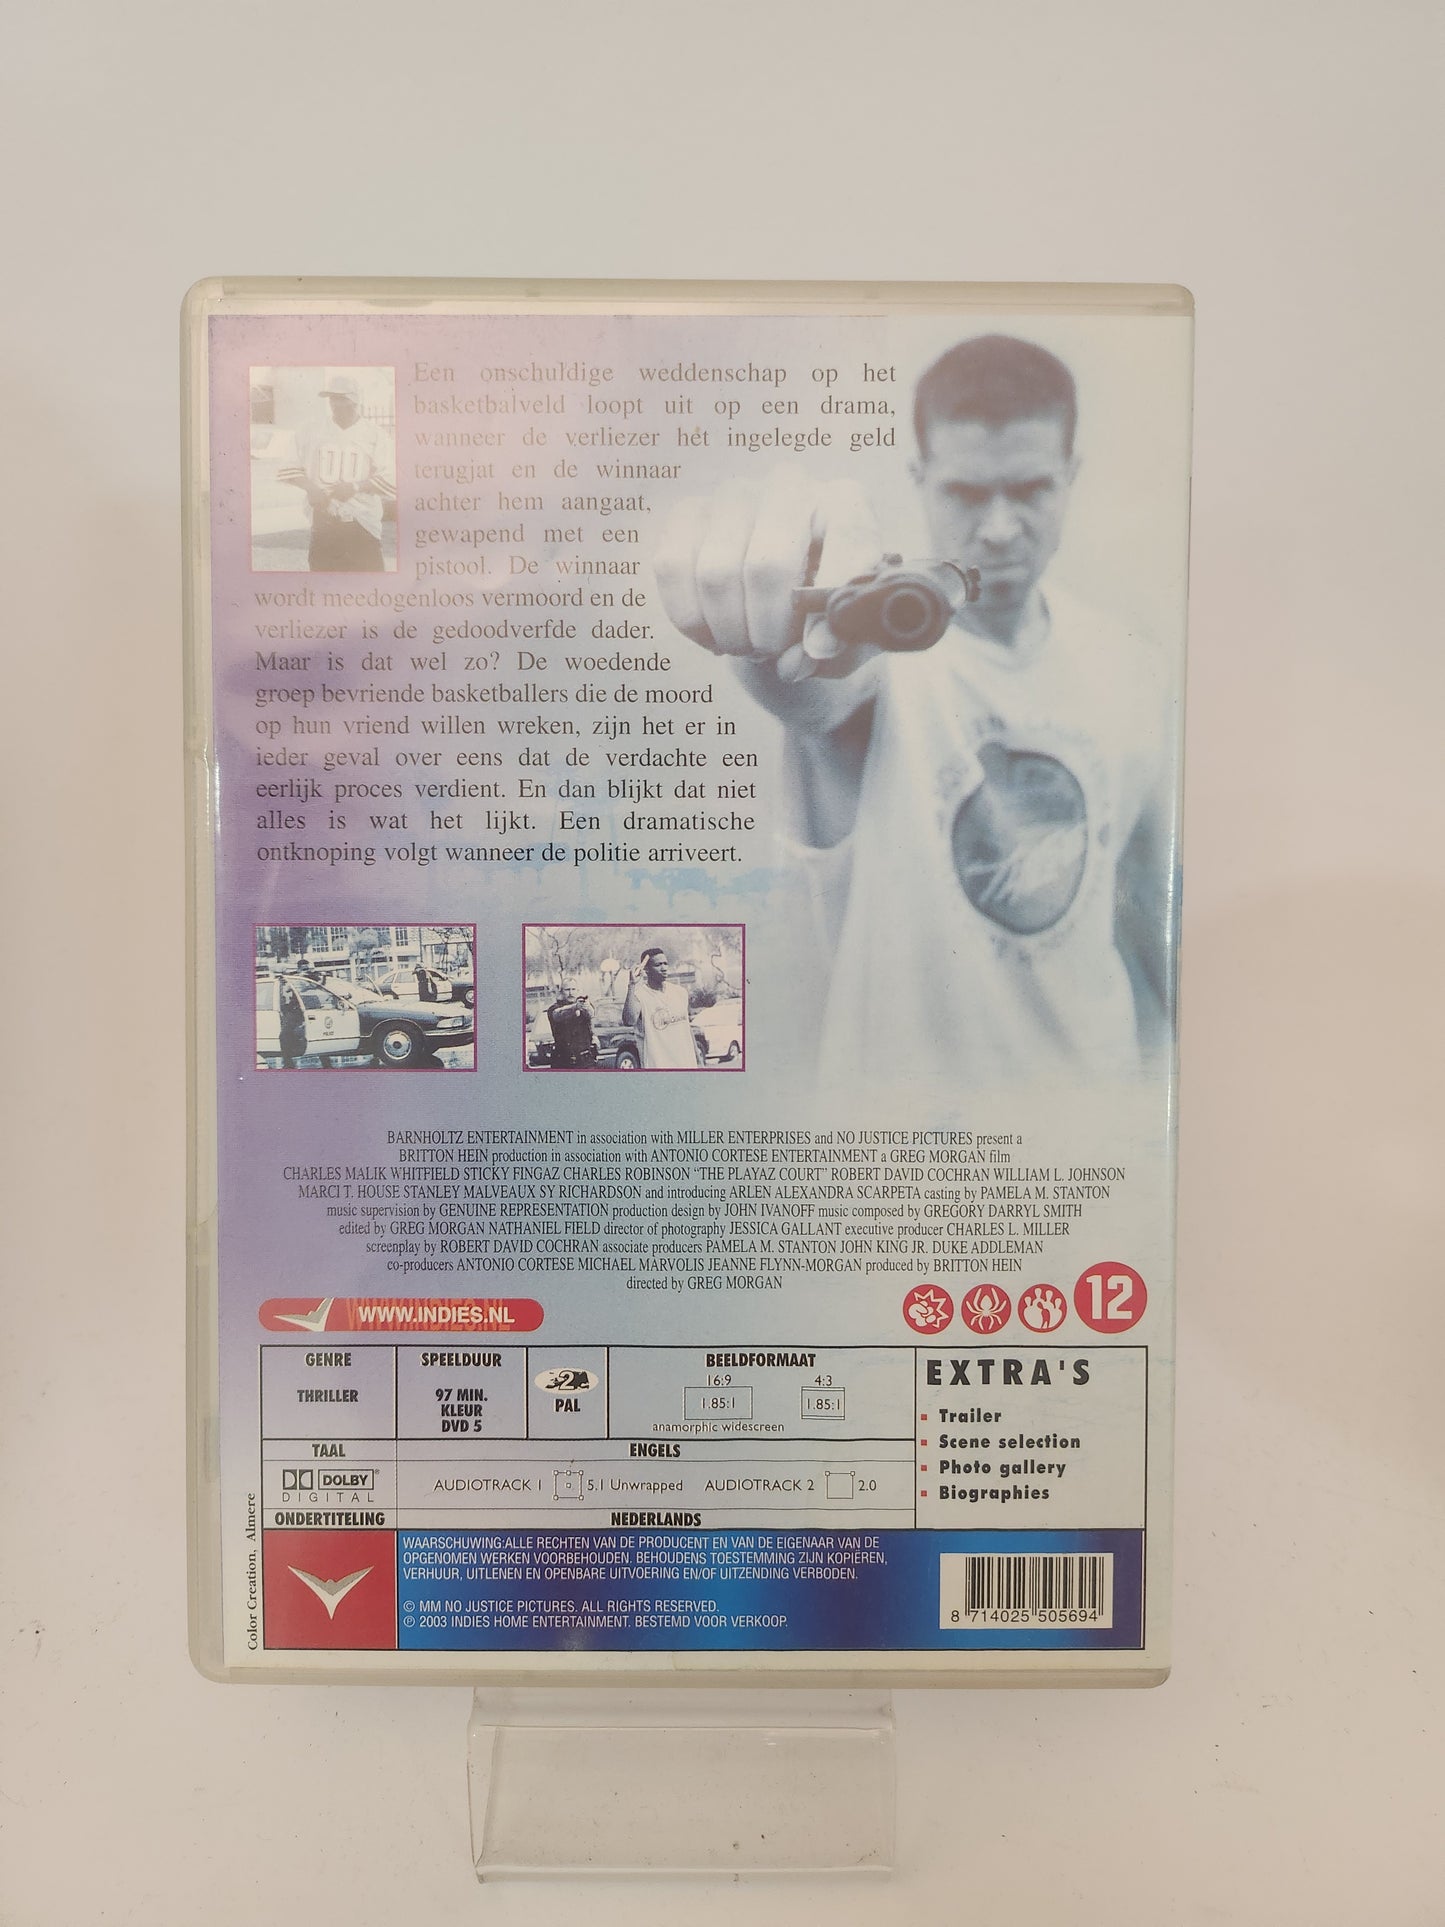 Een onschuldige weddenschap op het
basketbalveld loopt uit op een drama,
wanneer de verliezer het ingelegde geld
terugjat en de winnaar
achter hem aangaat,
gewapend met een
pistool. De winnaar
wordt meedogenloos vermoord en de
verliezer is de gedoodverfde dader.
Maar is dat wel zo? De woedende
groep bevriende basketballers die de moord
op hun vriend willen wreken, zijn het er in
ieder geval over eens dat de verdachte een
eerlijk proces verdient. En dan blijkt dat niet
alles is wat het lijkt. Een dramatische
ontknoping volgt wanneer de politie arriveert.
BARNHOLTZ ENTERTAINMENT in association with MILLER ENTERPRISES and NO JUSTICE PICTURES present a
BRITTON HEIN production in association with ANTONIO CORTESE ENTERTAINMENT a GREG MORGAN film
CHARLES MALIK WHITFIELD STICKY FINGAZ CHARLES ROBINSON "THE PLAYAZ COURT" ROBERT DAVID COCHRAN WILLIAM L. JOHNSON
MARCI T. HOUSE STANLEY MALVEAUX SY RICHARDSON and introducing ARLEN ALEXANDRA SCARPETA casting by PAMELA M. STANTON
music supervision by GENUINE REPRESENTATION production design by JOHN IVANOFF music composed by GREGORY DARRYL SMITH
edited by GREG MORGAN NATHANIEL FIELD director of photography JESSICA GALLANT executive producer CHARLES L. MILLER
screenplay by ROBERT DAVID COCHRAN associate producers PAMELA M. STANTON JOHN KING JR. DUKE ADDLEMAN
co-producers ANTONIO CORTESE MICHAEL MARVOLIS JEANNE FLYNN-MORGAN produced by BRITTON HEIN
directed by GREG MORGAN
WWW.INDIES.NL
12
GENRE
THRILLER
SPEELDUUR
97 MIN.
KLEUR
DVD 5
2
PAL
BEELDFORMAAT
16:9 4:3
1.85:1 1.85:1
anamorphic widescreen
EXTRA'S
Trailer
Scene selection
Photo gallery
Biographies
TAAL ENGELS
DOLBY
DIGITAL
AUDIOTRACK 1 5.1 Unwrapped AUDIOTRACK 2 2.0
ONDERTITELING NEDERLANDS
WAARSCHUWING:ALLE RECHTEN VAN DE PRODUCENT EN VAN DE EIGENAAR VAN DE
OPGENOMEN WERKEN VOORBEHOUDEN. BEHOUDENS TOESTEMMING ZIJN KOPIËREN,
VERHUUR, UITLENEN EN OPENBARE UITVOERING EN/OF UITZENDING VERBODEN.
© MM NO JUSTICE PICTURES. ALL RIGHTS RESERVED.
℗ 2003 INDIES HOME ENTERTAINMENT. BESTEMD VOOR VERKOOP.
8 714025 505694
Color Creation, Almere